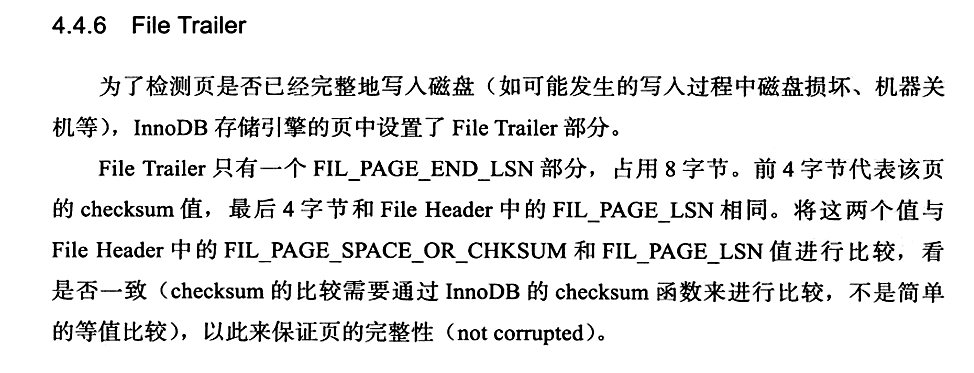 4.4.6 File Trailer
为了检测页是否已经完整地写入磁盘（如可能发生的写入过程中磁盘损坏、机器关
机等），InnoDB 存储引擎的页中设置了 File Trailer 部分。
File Trailer 只有一个 FIL_PAGE_END_LSN 部分，占用 8 字节。前 4 字节代表该页
的 checksum 值，最后 4 字节和 File Header 中的 FIL_PAGE_LSN 相同。将这两个值与
File Header 中的 FIL_PAGE_SPACE_OR_CHKSUM 和 FIL_PAGE_LSN 值进行比较，看
是否一致（checksum 的比较需要通过 InnoDB 的 checksum 函数来进行比较，不是简单
的等值比较），以此来保证页的完整性（not corrupted）。